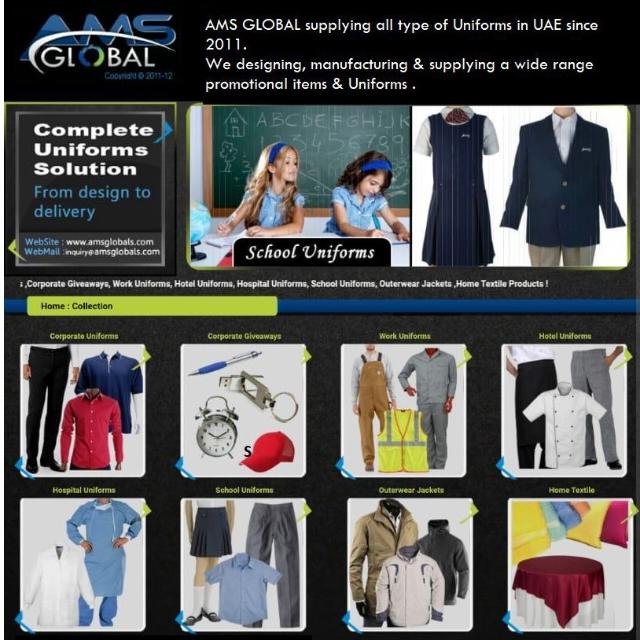 AMS
GLOBAL
Copyright © 2011-12
AMS GLOBAL supplying all type of Uniforms in UAE since
2011.
We designing, manufacturing & supplying a wide range
promotional items & Uniforms .
Complete
Uniforms
Solution
From design to
delivery
WebSite : www.amsglobals.com
WebMail : inquiry@amsglobals.com
ABCDEFGHIJK
School Uniforms
s ,Corporate Giveaways, Work Uniforms, Hotel Uniforms, Hospital Uniforms, School Uniforms, Outerwear Jackets ,Home Textile Products !
Home : Collection
Corporate Uniforms
Corporate Giveaways
Work Uniforms
Hotel Uniforms
S
Hospital Uniforms
School Uniforms
Outerwear Jackets
Home Textile